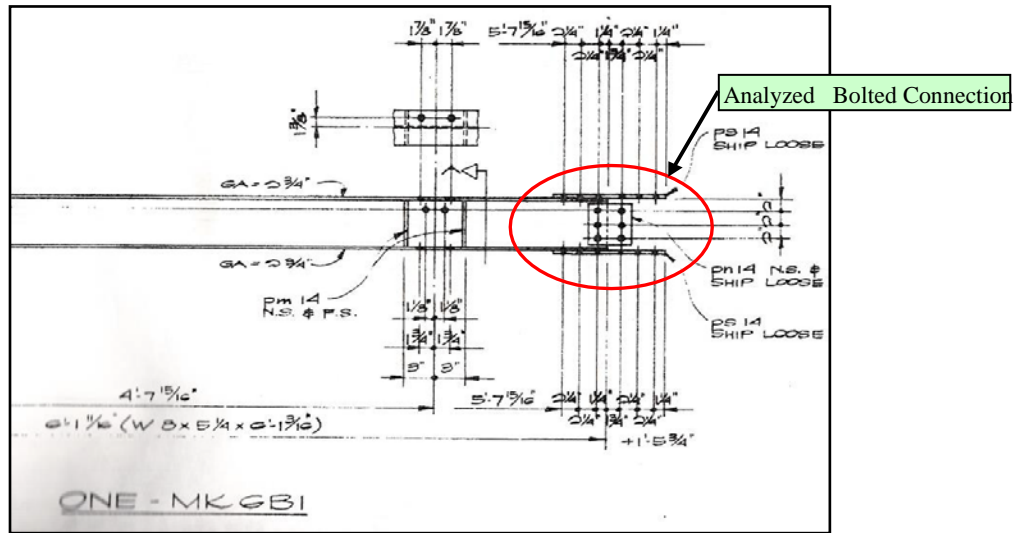 1⅞" 1⅞"
5'-7 15/16" 2¼" 1¼" 2¼" 1¼"
2¼" 1¾" 2¼"
Analyzed Bolted Connection
1⅜"
ps 14
SHIP LOOSE
GA = 2 3/4"
2" 2" 2"
GA = 2 3/4"
pm 14
N.S. & F.S.
pn14 N.S. &
SHIP LOOSE
ps 14
SHIP LOOSE
1⅛" 1⅛"
1¾" 1¾"
3" 3"
4'-7 15/16"
5'-7 15/16" 2¼" 1¼" 2¼" 1¼"
2¼" 1¾" 2¼"
6'-1 11/16" (W 8 x 5¼ x 6'-1 3/16")
+1'-5¾"
ONE - MK GB1